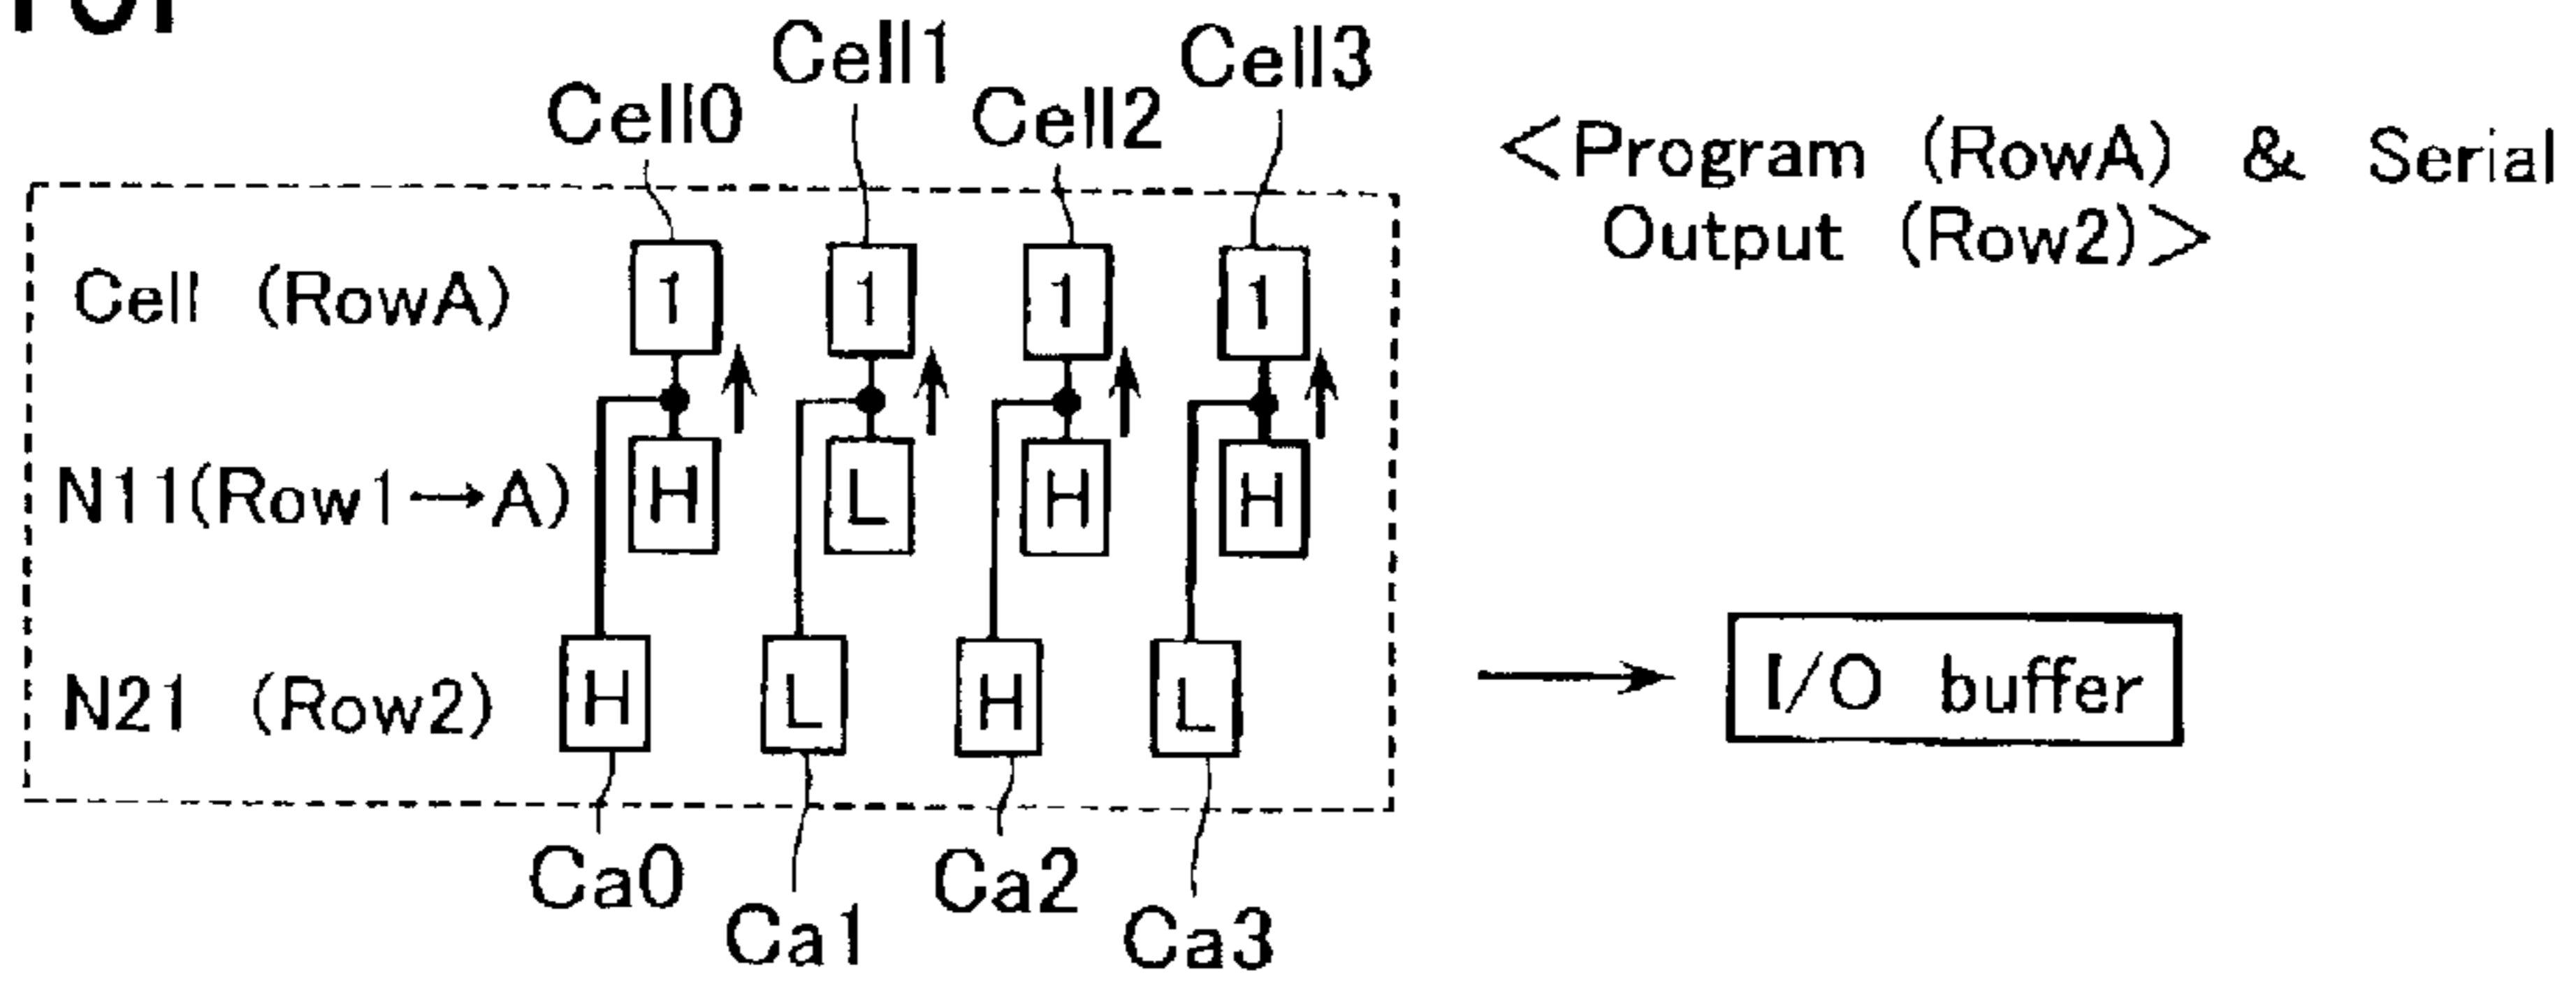 Cell0 Cell1 Cell2 Cell3
<Program (RowA) & Serial
Output (Row2)>
Cell (RowA) 1 1 1 1
N11(Row1→A) H L H H
N21 (Row2) H L H L
I/O buffer
Ca0 Ca1 Ca2 Ca3